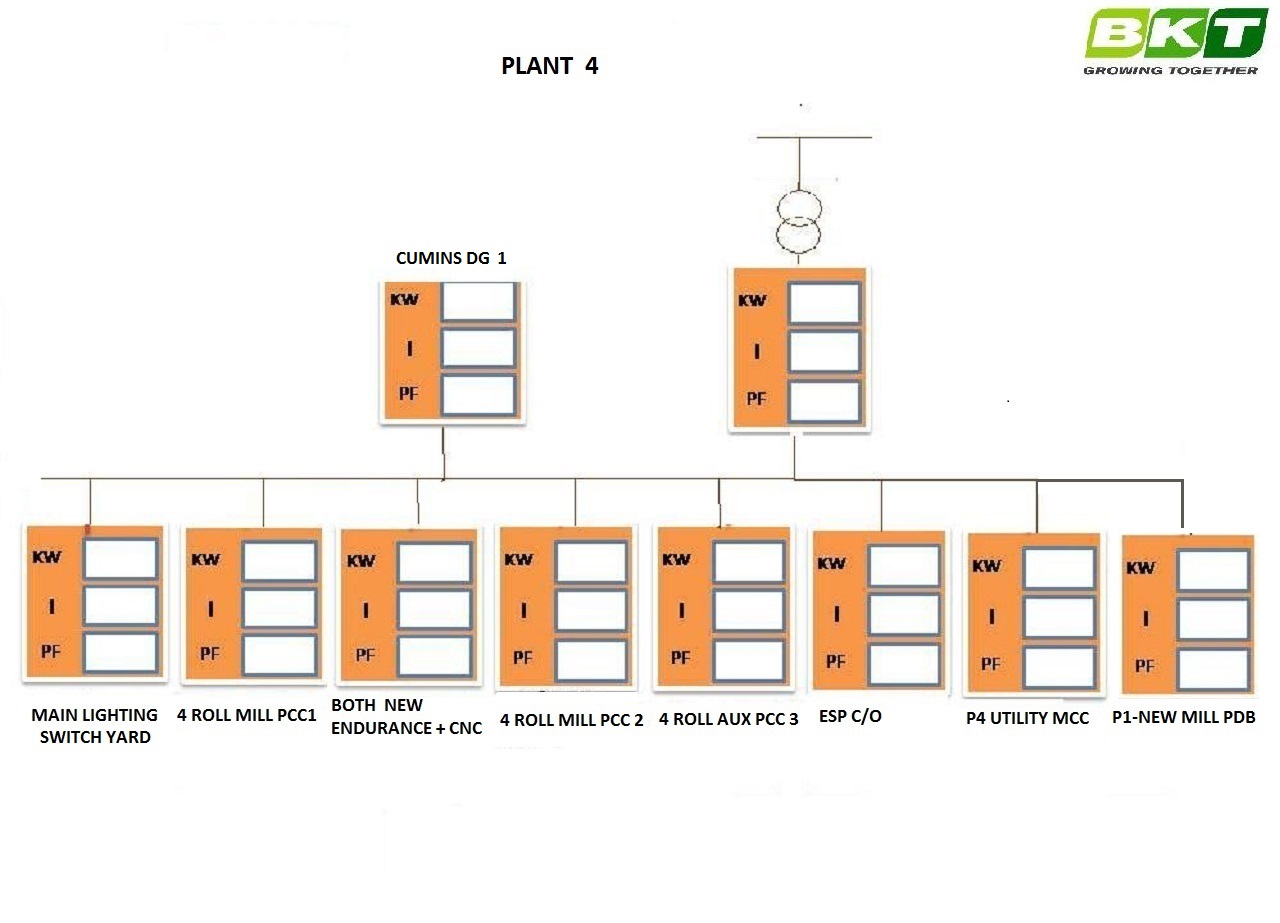 BKT
GROWING TOGETHER
PLANT 4
CUMINS DG 1
KW
I
PF
KW
I
PF
KW
I
PF
MAIN LIGHTING
SWITCH YARD
KW
I
PF
4 ROLL MILL PCC1
KW
I
PF
BOTH NEW
ENDURANCE + CNC
KW
I
PF
4 ROLL MILL PCC 2
KW
I
PF
4 ROLL AUX PCC 3
KW
I
PF
ESP C/O
KW
I
PF
P4 UTILITY MCC
KW
I
PF
P1-NEW MILL PDB